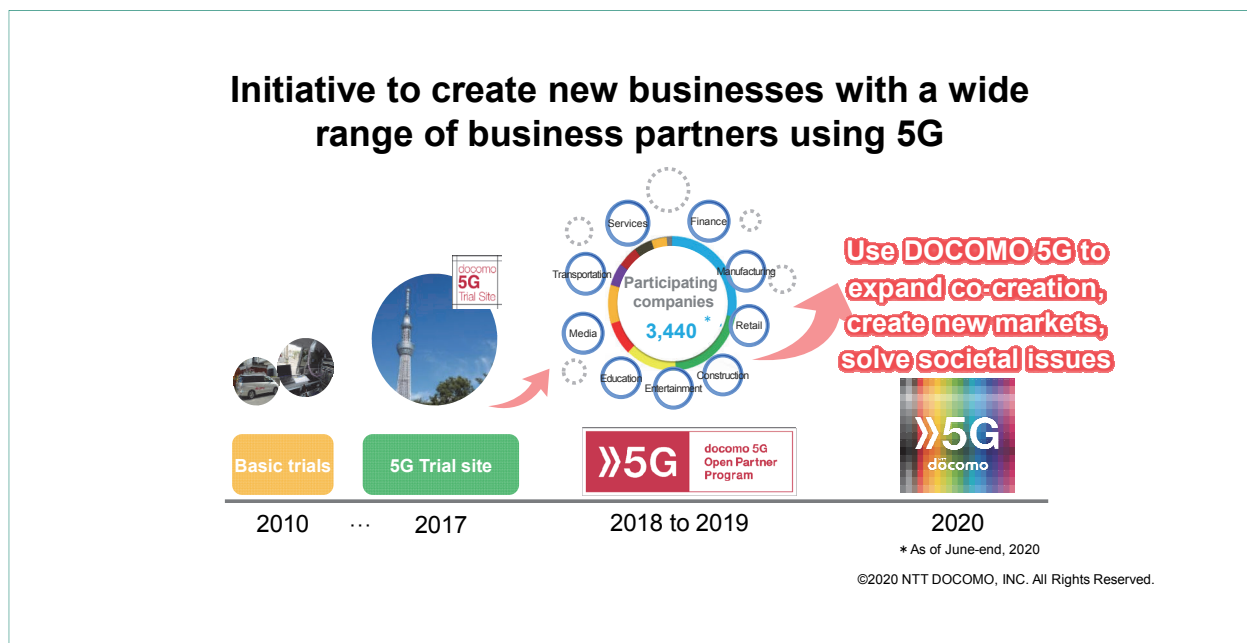 Initiative to create new businesses with a wide
range of business partners using 5G
Services
Finance
Transportation
Manufacturing
Participating
companies
3,440 *
Media
Retail
Education
Entertainment
Construction
docomo
5G
Trial Site
Use DOCOMO 5G to
expand co-creation,
create new markets,
solve societal issues
Basic trials
5G Trial site
5G
docomo 5G
Open Partner
Program
5G
döcomo
2010
…
2017
2018 to 2019
2020
* As of June-end, 2020
©2020 NTT DOCOMO, INC. All Rights Reserved.